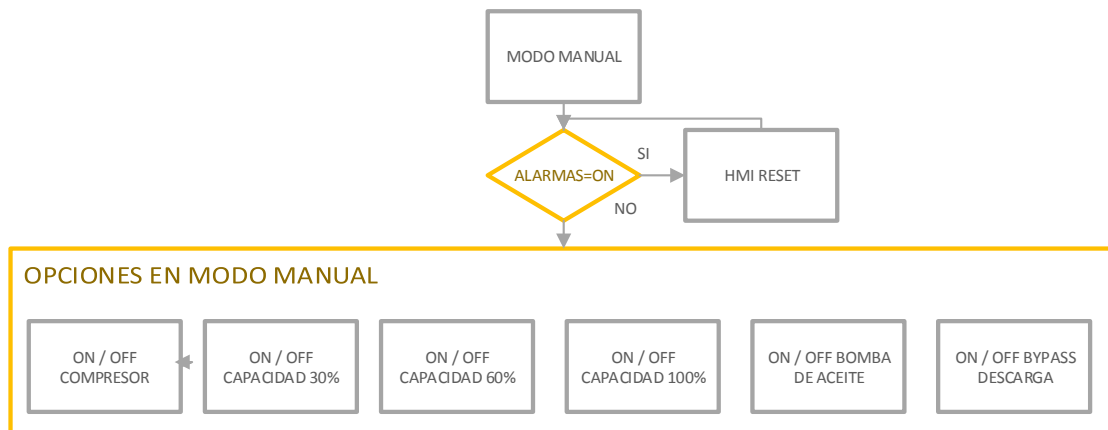 MODO MANUAL
SI
ALARMAS=ON
HMI RESET
NO
OPCIONES EN MODO MANUAL
ON / OFF
COMPRESOR
ON / OFF
CAPACIDAD 30%
ON / OFF
CAPACIDAD 60%
ON / OFF
CAPACIDAD 100%
ON / OFF BOMBA
DE ACEITE
ON / OFF BYPASS
DESCARGA